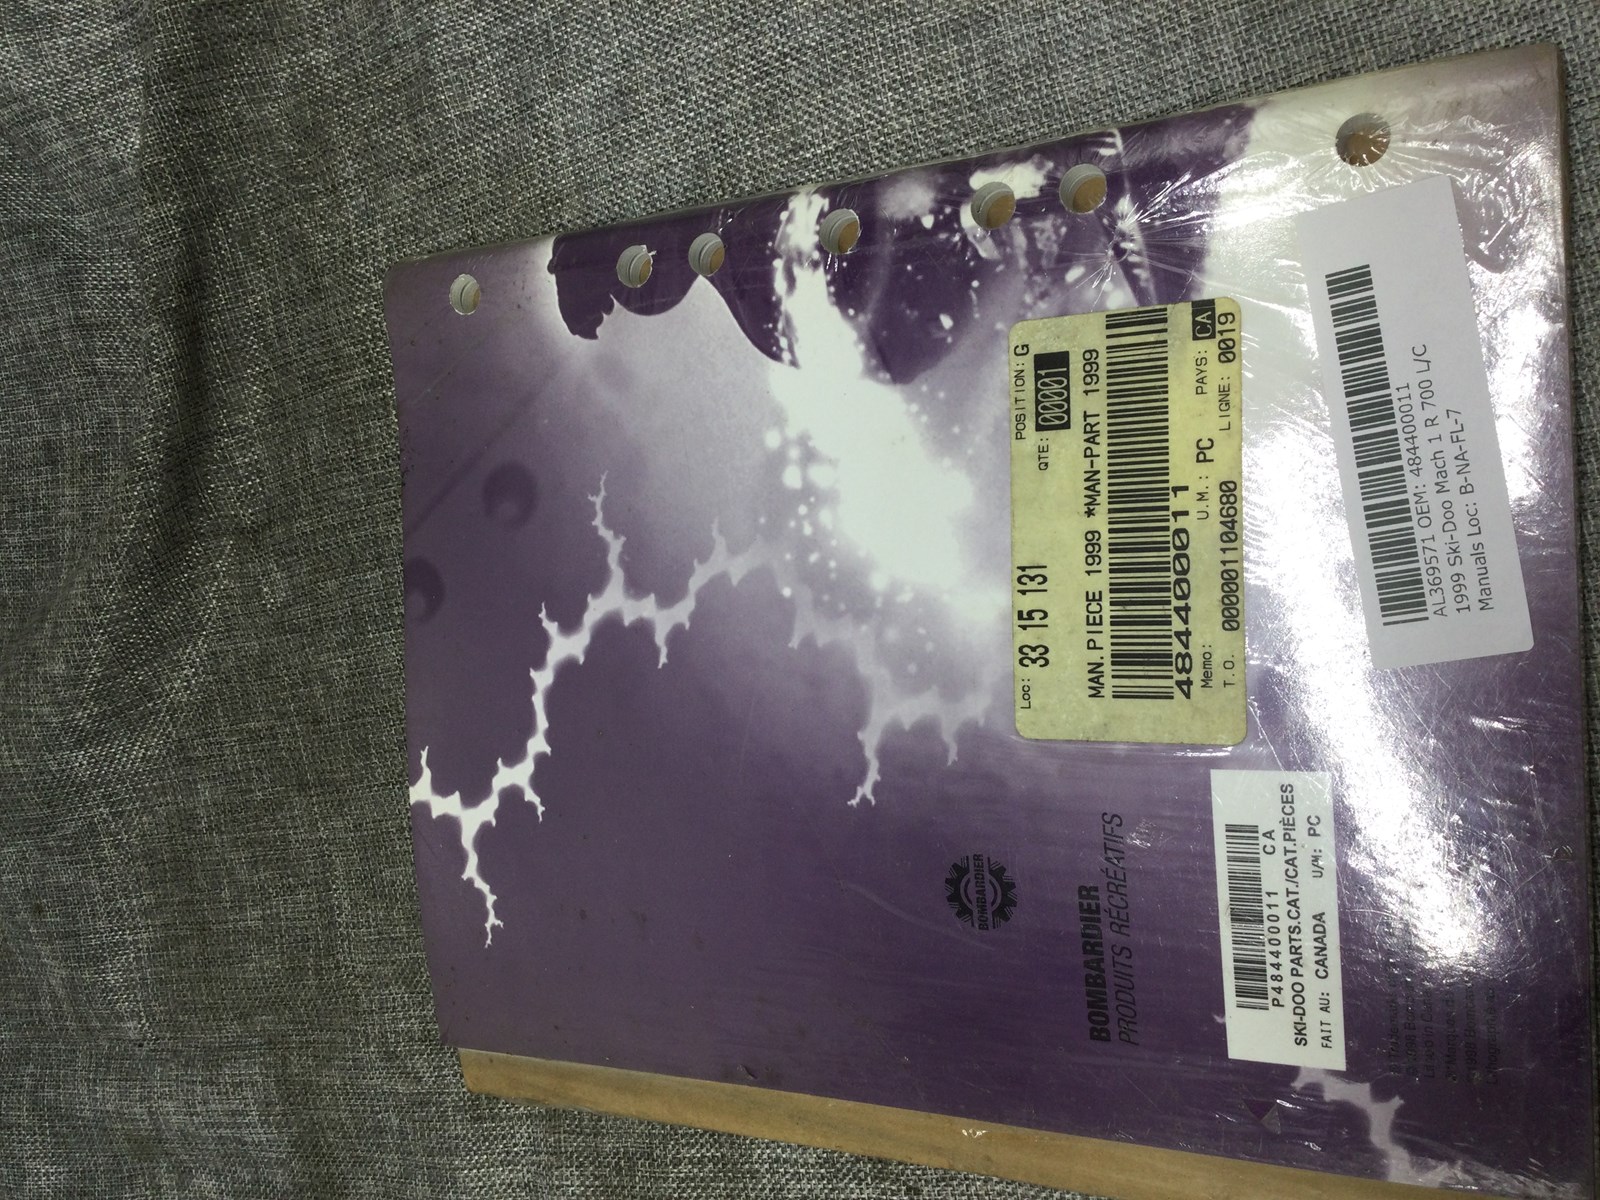 Loc: 33 15 131 POSITION: G
QTE: 00001
MAN.PIECE 1999 *MAN-PART 1999
484400011
Memo: U.M.: PC PAYS: CA
T.O. 000001104680 LIGNE: 0019
AL369571 OEM: 484400011
1999 Ski-Doo Mach 1 R 700 L/C
Manuals Loc: B-NA-FL-7
BOMBARDIER
BOMBARDIER
PRODUITS RÉCRÉATIFS
P484400011 CA
SKI-DOO PARTS.CAT./CAT.PIÈCES
FAIT AU: CANADA U/M: PC